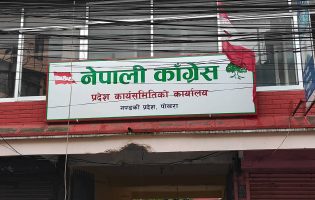 नेपाली काँग्रेस
प्रदेश कार्यसमितिको कार्यालय
गण्डकी प्रदेश, पोखरा